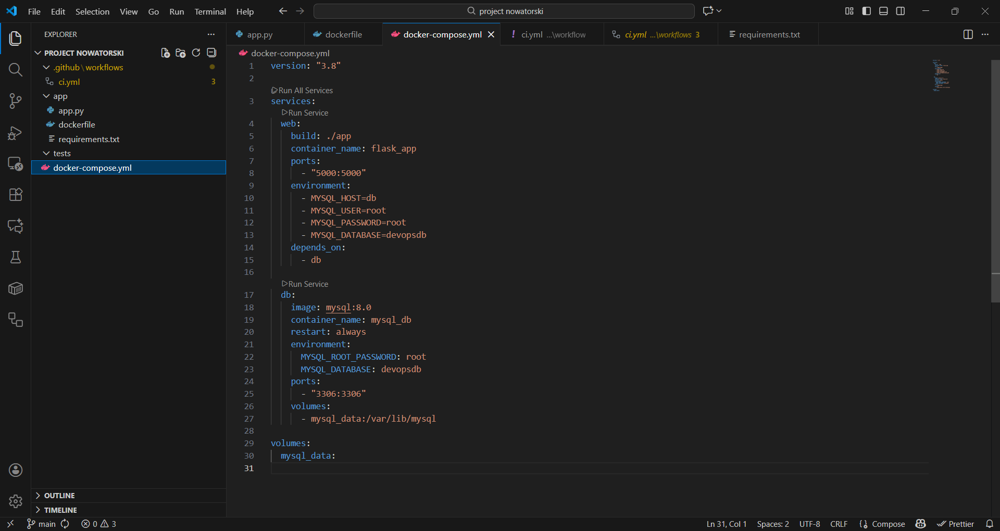 File Edit Selection View Go Run Terminal Help
project nowatorski
EXPLORER
PROJECT NOWATORSKI
.github\workflows
ci.yml 3
app
app.py
dockerfile
requirements.txt
tests
docker-compose.yml
OUTLINE
TIMELINE
app.py
dockerfile
docker-compose.yml
! ci.yml ...\workflow
ci.yml ...\workflows 3
requirements.txt
docker-compose.yml
1 version: "3.8"
2
Run All Services
3 services:
Run Service
4 web:
5 build: ./app
6 container_name: flask_app
7 ports:
8 - "5000:5000"
9 environment:
10 - MYSQL_HOST=db
11 - MYSQL_USER=root
12 - MYSQL_PASSWORD=root
13 - MYSQL_DATABASE=devopsdb
14 depends_on:
15 - db
16
Run Service
17 db:
18 image: mysql:8.0
19 container_name: mysql_db
20 restart: always
21 environment:
22 MYSQL_ROOT_PASSWORD: root
23 MYSQL_DATABASE: devopsdb
24 ports:
25 - "3306:3306"
26 volumes:
27 - mysql_data:/var/lib/mysql
28
29 volumes:
30 mysql_data:
31
main 0 3
Ln 31, Col 1 Spaces: 2 UTF-8 CRLF Compose Prettier